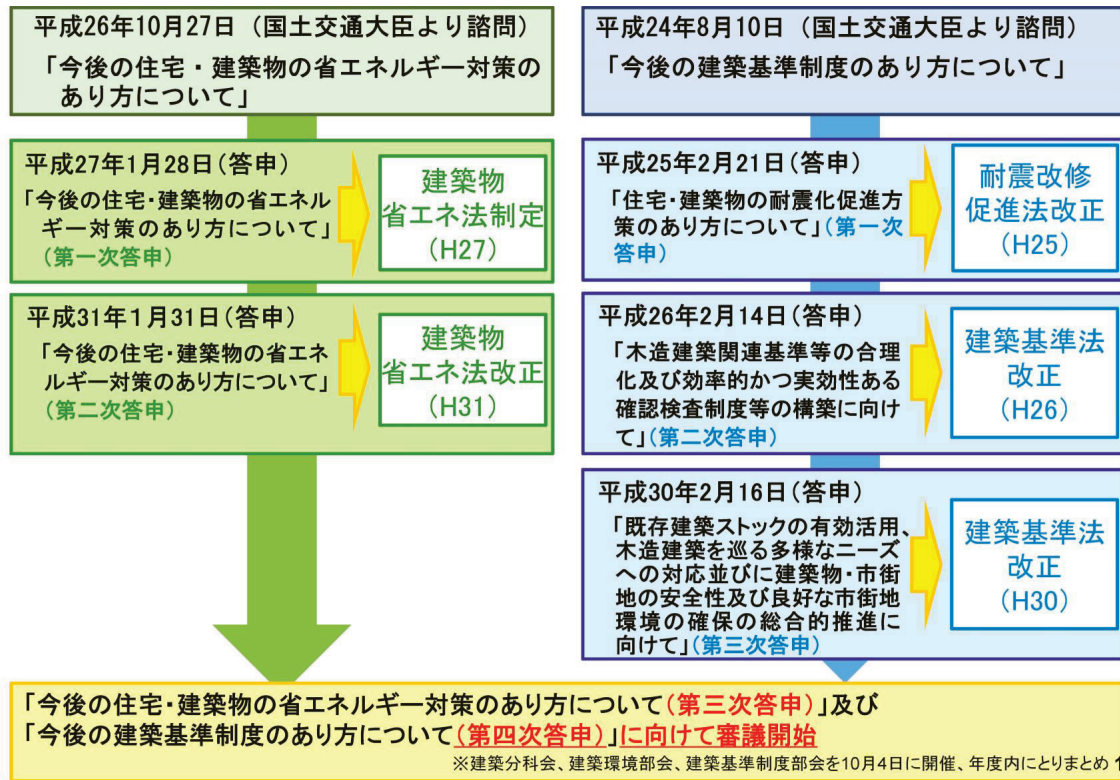 平成26年10月27日（国土交通大臣より諮問）
「今後の住宅・建築物の省エネルギー対策の
あり方について」
平成27年1月28日（答申）
「今後の住宅・建築物の省エネル
ギー対策のあり方について」
（第一次答申）
建築物
省エネ法制定
(H27)
平成31年1月31日（答申）
「今後の住宅・建築物の省エネ
ルギー対策のあり方について」
（第二次答申）
建築物
省エネ法改正
(H31)
平成24年8月10日（国土交通大臣より諮問）
「今後の建築基準制度のあり方について」
平成25年2月21日（答申）
「住宅・建築物の耐震化促進方
策のあり方について」（第一次
答申）
耐震改修
促進法改正
(H25)
平成26年2月14日（答申）
「木造建築関連基準等の合理
化及び効率的かつ実効性ある
確認検査制度等の構築に向け
て」（第二次答申）
建築基準法
改正
(H26)
平成30年2月16日（答申）
「既存建築ストックの有効活用、
木造建築を巡る多様なニーズ
への対応並びに建築物・市街
地の安全性及び良好な市街地
環境の確保の総合的推進に
向けて」（第三次答申）
建築基準法
改正
(H30)
「今後の住宅・建築物の省エネルギー対策のあり方について（第三次答申）」及び
「今後の建築基準制度のあり方について（第四次答申）」に向けて審議開始
※建築分科会、建築環境部会、建築基準制度部会を10月4日に開催、年度内にとりまとめ